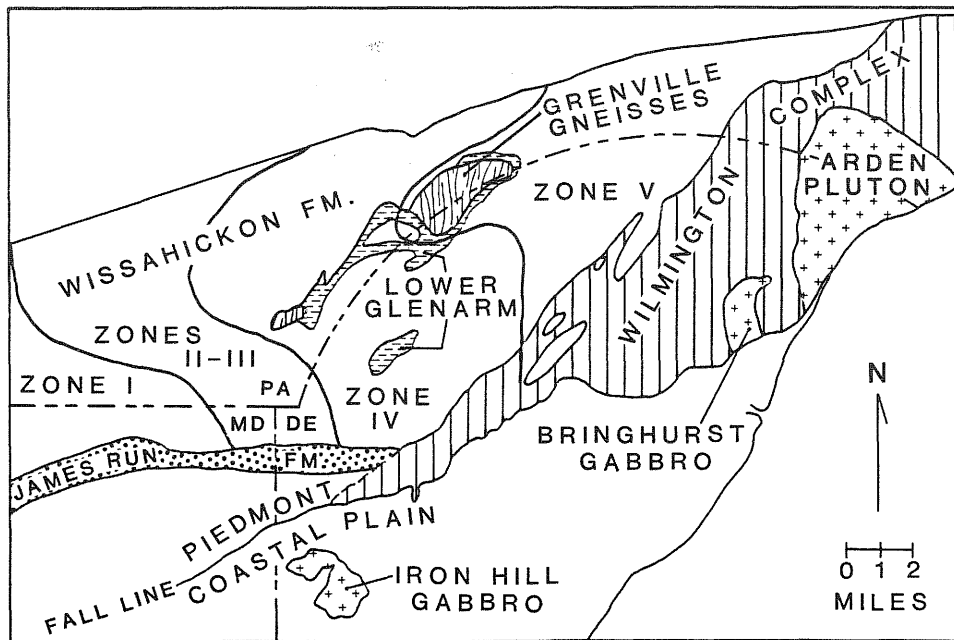 GRENVILLE
GNEISSES
COMPLEX
ARDEN
PLUTON
ZONE V
WISSAHICKON FM.
WILMINGTON
LOWER
GLENARM
ZONES
II-III
ZONE I
PA
ZONE
IV
MD DE
N
BRINGHURST
GABBRO
JAMES RUN FM.
PIEDMONT
FALL LINE
COASTAL PLAIN
IRON HILL
GABBRO
0 1 2
MILES